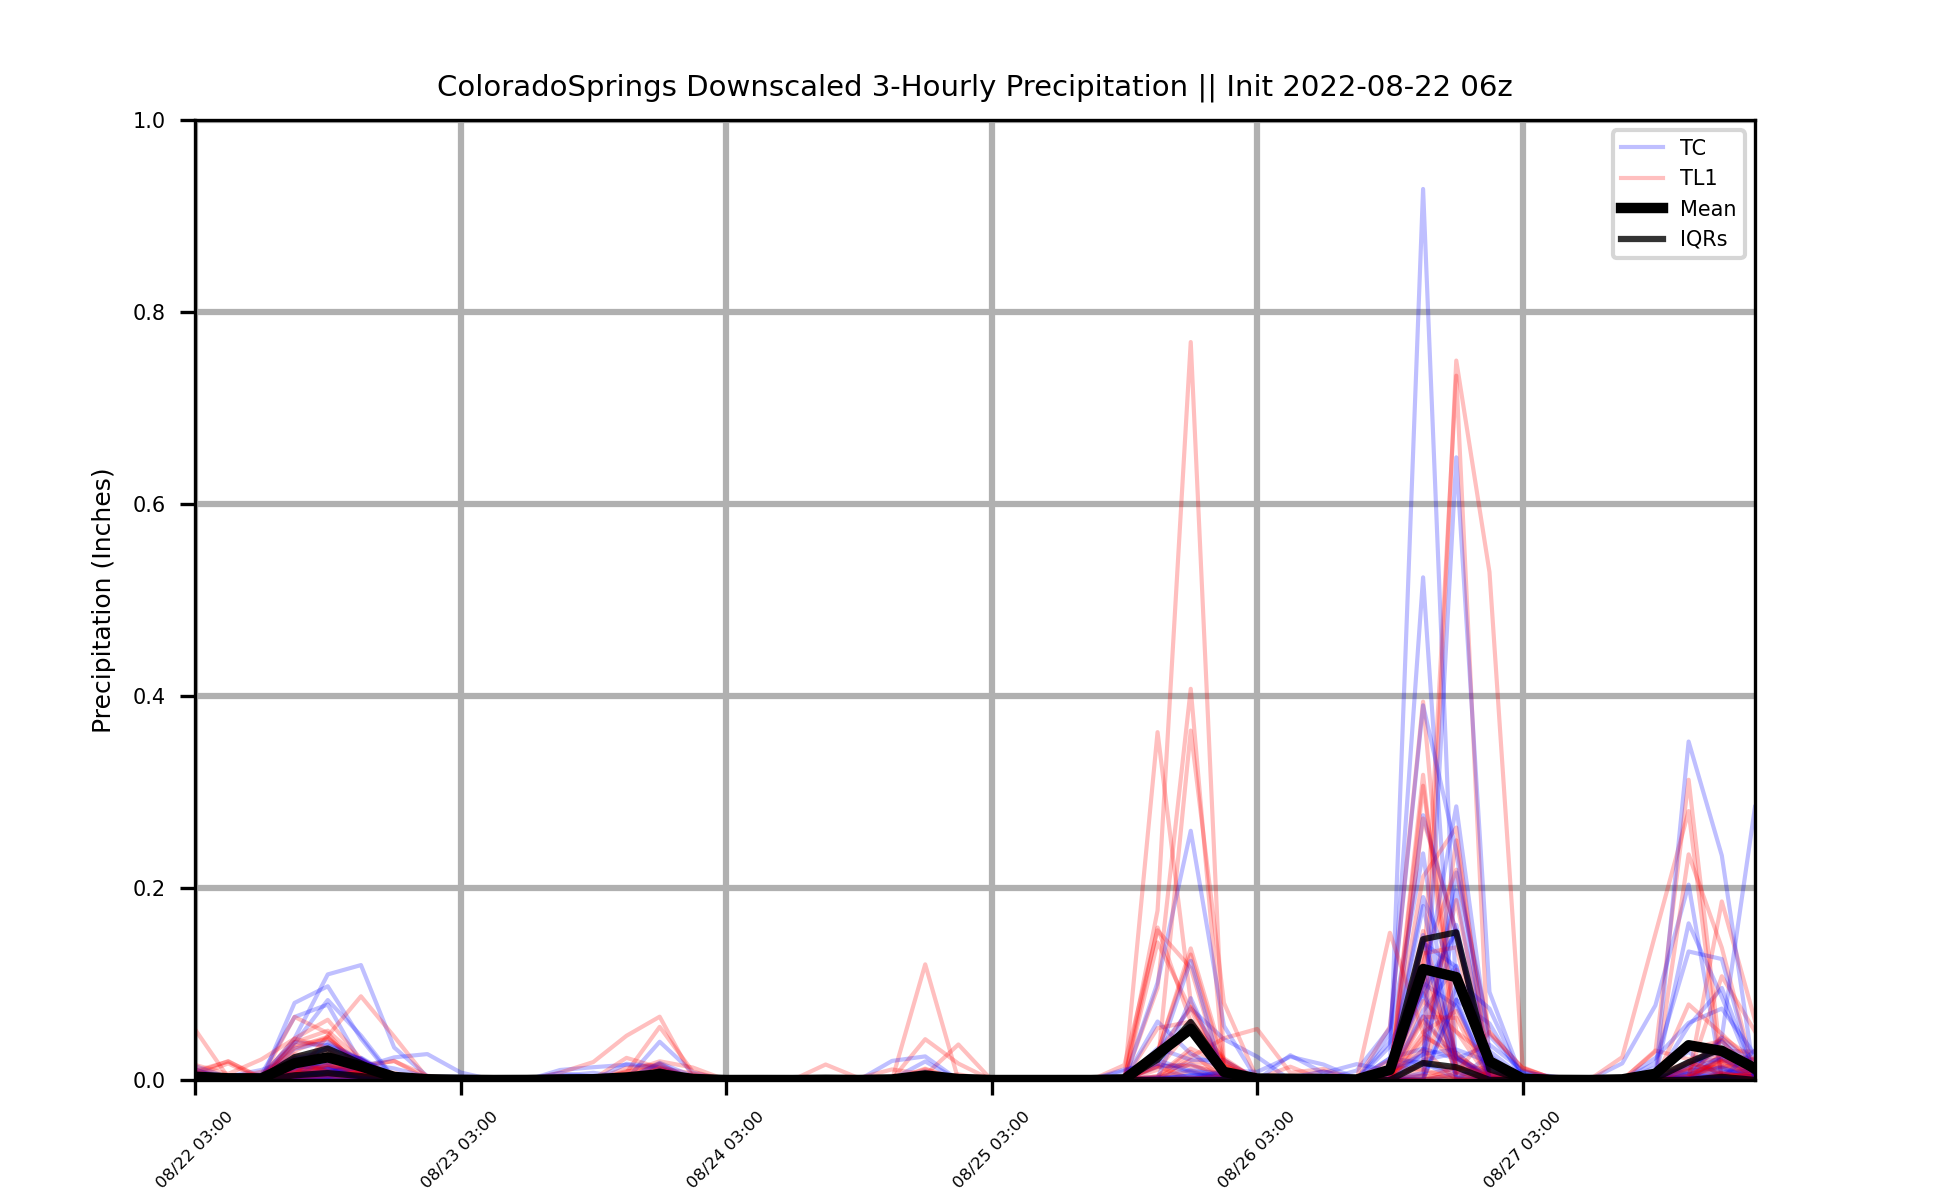 ColoradoSprings Downscaled 3-Hourly Precipitation || Init 2022-08-22 06z
Precipitation (Inches)
1.0
0.8
0.6
0.4
0.2
0.0
TC
TL1
Mean
IQRs
08/22 03:00
08/23 03:00
08/24 03:00
08/25 03:00
08/26 03:00
08/27 03:00